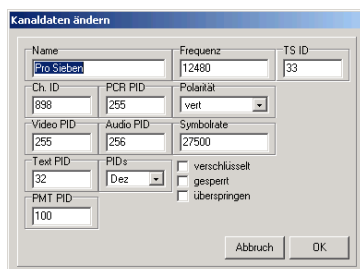 Kanaldaten ändern
Name Frequenz TS ID
Pro Sieben 12480 33
Ch. ID PCR PID Polarität
898 255 vert
Video PID Audio PID Symbolrate
255 256 27500
Text PID PIDs
32 Dez
verschlüsselt
gesperrt
überspringen
PMT PID
100
Abbruch OK